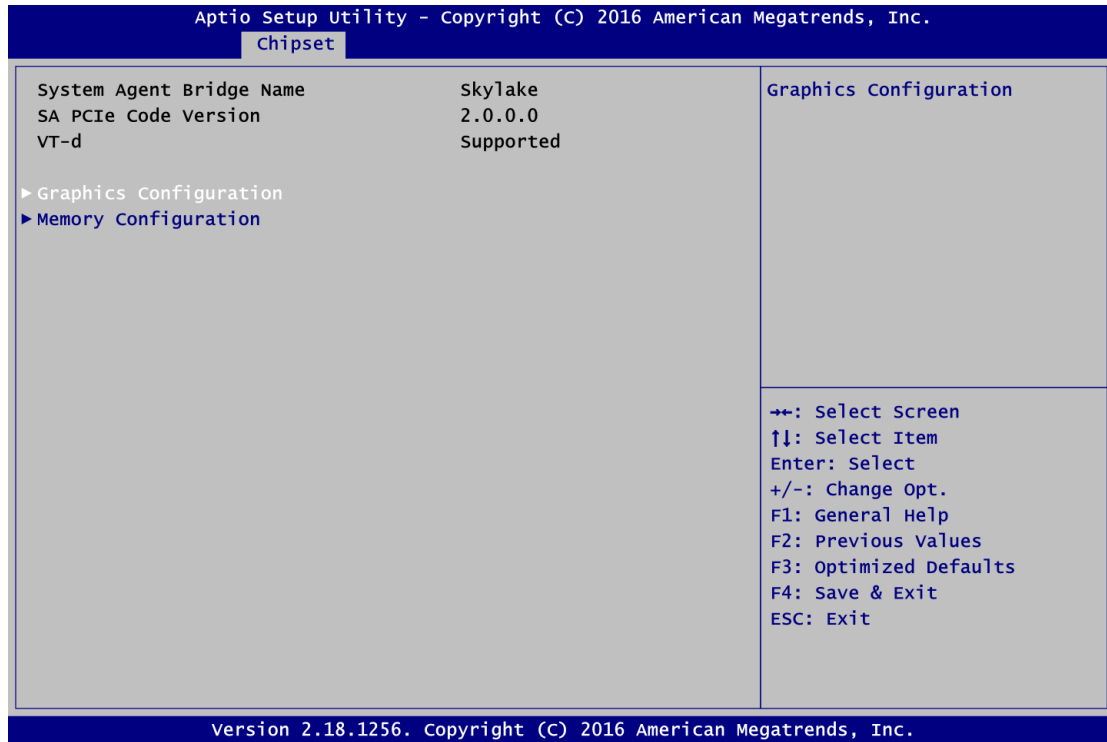 Aptio Setup Utility - Copyright (C) 2016 American Megatrends, Inc.
Chipset
System Agent Bridge Name Skylake
SA PCIe Code Version 2.0.0.0
VT-d Supported
▶ Graphics Configuration
▶ Memory Configuration
Graphics Configuration
→←: Select Screen
↑↓: Select Item
Enter: Select
+/-: Change Opt.
F1: General Help
F2: Previous Values
F3: Optimized Defaults
F4: Save & Exit
ESC: Exit
Version 2.18.1256. Copyright (C) 2016 American Megatrends, Inc.